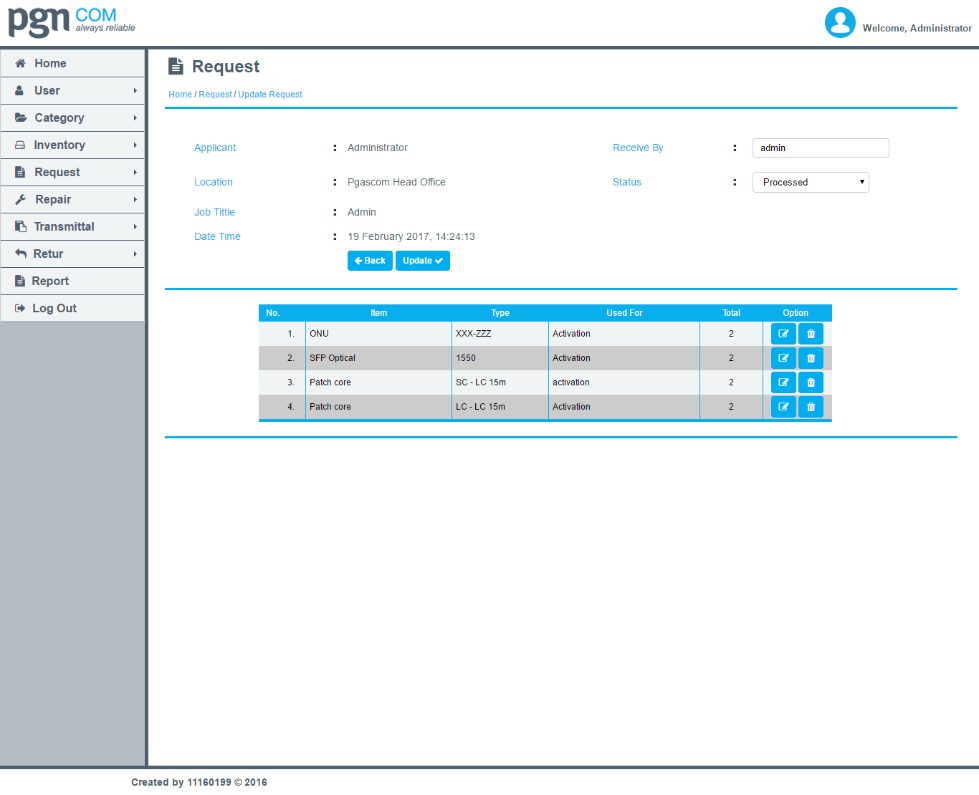 pgn COM
always reliable
Welcome, Administrator
Home
User
Category
Inventory
Request
Repair
Transmittal
Retur
Report
Log Out
Request
Home / Request / Update Request
Applicant : Administrator Receive By : admin
Location : Pgascom Head Office Status : Processed
Job Tittle : Admin
Date Time : 19 February 2017, 14:24:13
Back Update
No. Item Type Used For Total Option
1. ONU XXX-ZZZ Activation 2
2. SFP Optical 1550 Activation 2
3. Patch core SC - LC 15m activation 2
4. Patch core LC - LC 15m Activation 2
Created by 11160199 © 2016